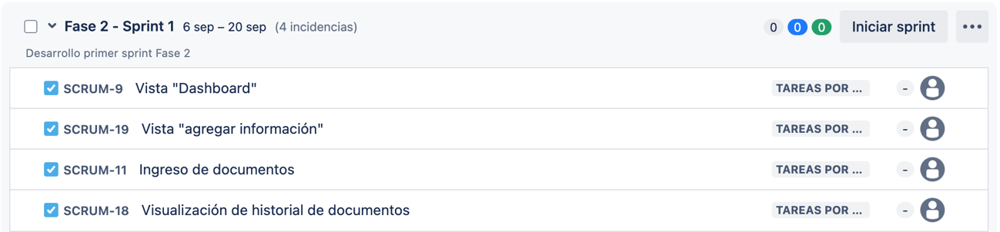 Fase 2 - Sprint 1 6 sep – 20 sep (4 incidencias) 0 0 0 Iniciar sprint
Desarrollo primer sprint Fase 2
SCRUM-9 Vista "Dashboard" TAREAS POR ... -
SCRUM-19 Vista "agregar información" TAREAS POR ... -
SCRUM-11 Ingreso de documentos TAREAS POR ... -
SCRUM-18 Visualización de historial de documentos TAREAS POR ... -